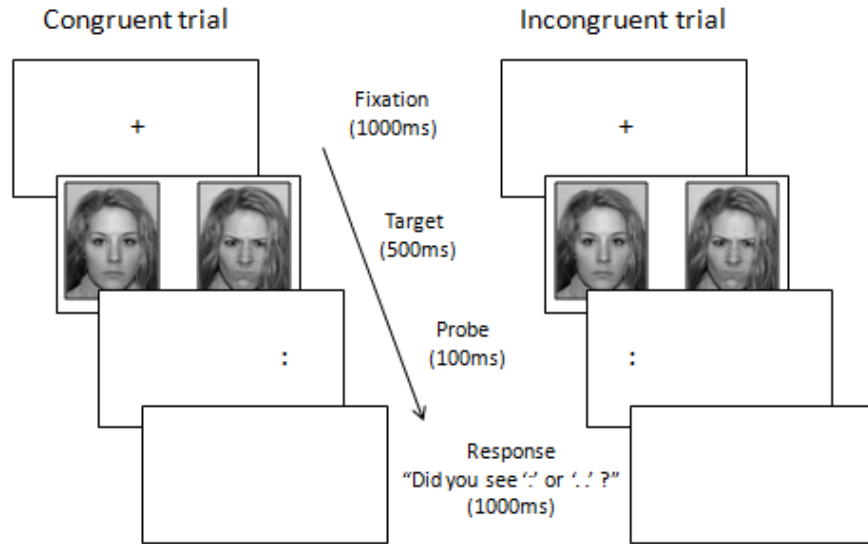 Congruent trial
Incongruent trial
+
Fixation
(1000ms)
+
Target
(500ms)
:
Probe
(100ms)
:
Response
“Did you see ‘:’ or ‘. .’ ?”
(1000ms)